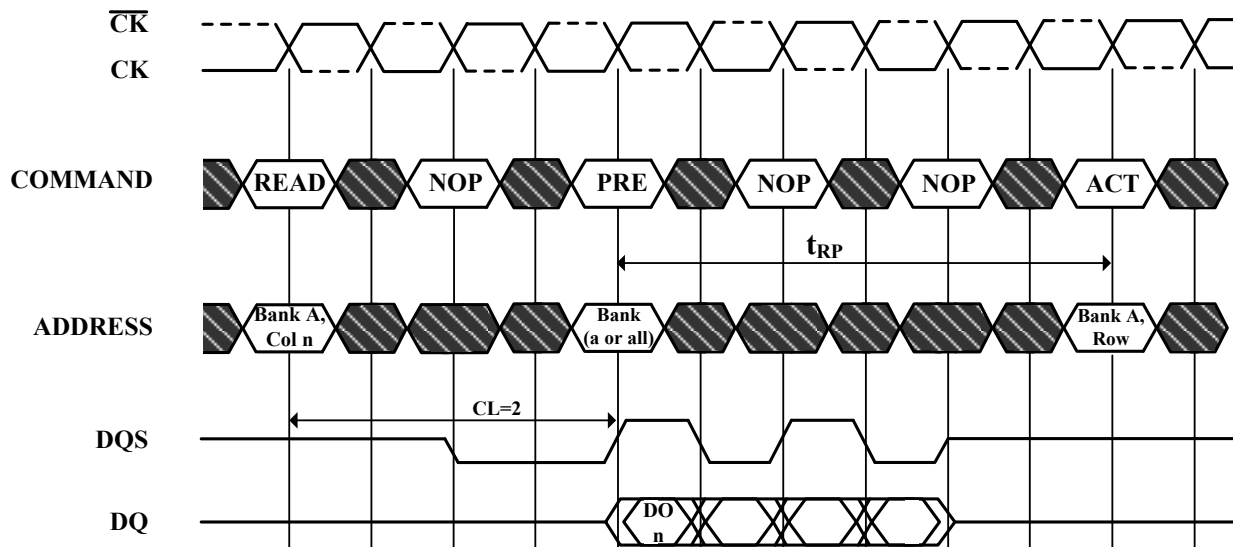 CK
CK
COMMAND
READ
NOP
PRE
NOP
NOP
ACT
tRP
ADDRESS
Bank A,
Col n
Bank
(a or all)
Bank A,
Row
CL=2
DQS
DQ
DO
n